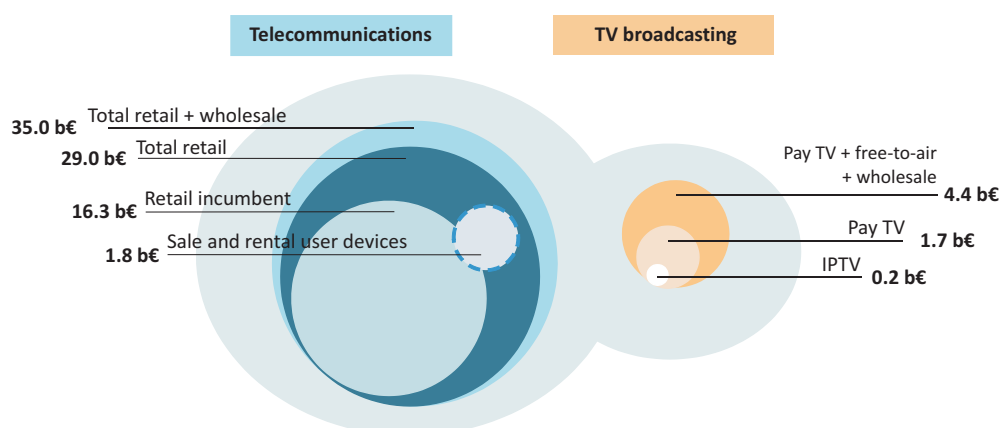 Telecommunications
TV broadcasting
35.0 b€ Total retail + wholesale
29.0 b€ Total retail
16.3 b€ Retail incumbent
1.8 b€ Sale and rental user devices
Pay TV + free-to-air
+ wholesale
4.4 b€
Pay TV 1.7 b€
IPTV 0.2 b€